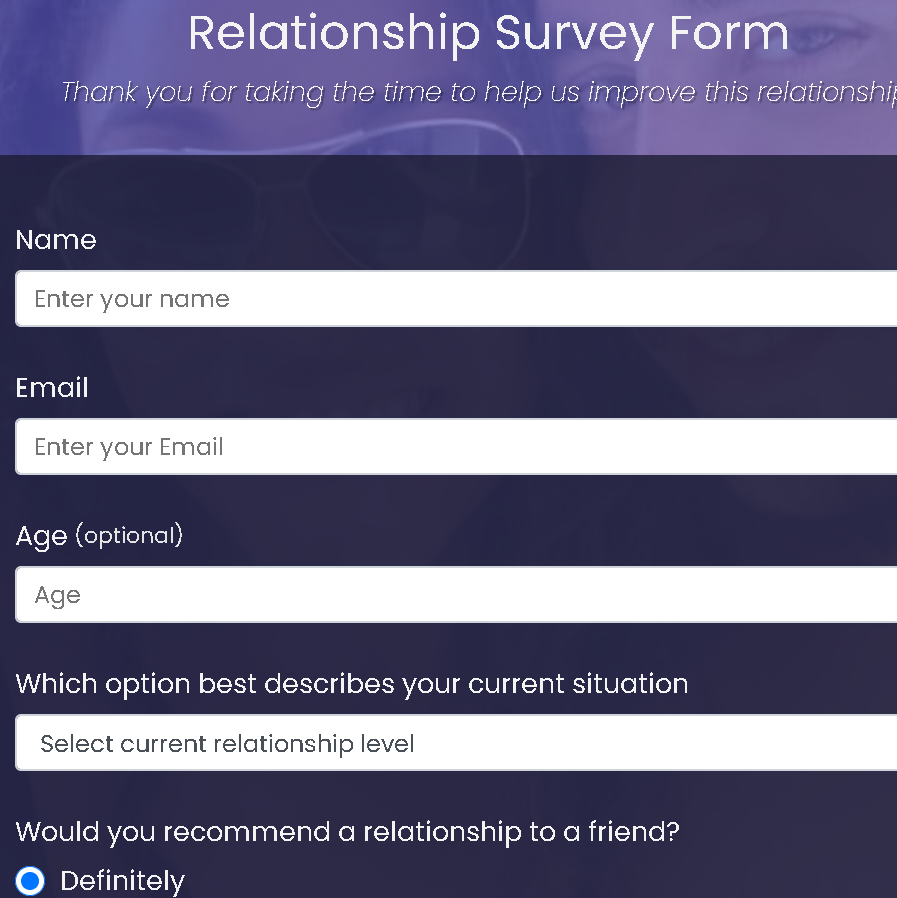 Relationship Survey Form
Thank you for taking the time to help us improve this relationship
Name
Enter your name
Email
Enter your Email
Age (optional)
Age
Which option best describes your current situation
Select current relationship level
Would you recommend a relationship to a friend?
Definitely